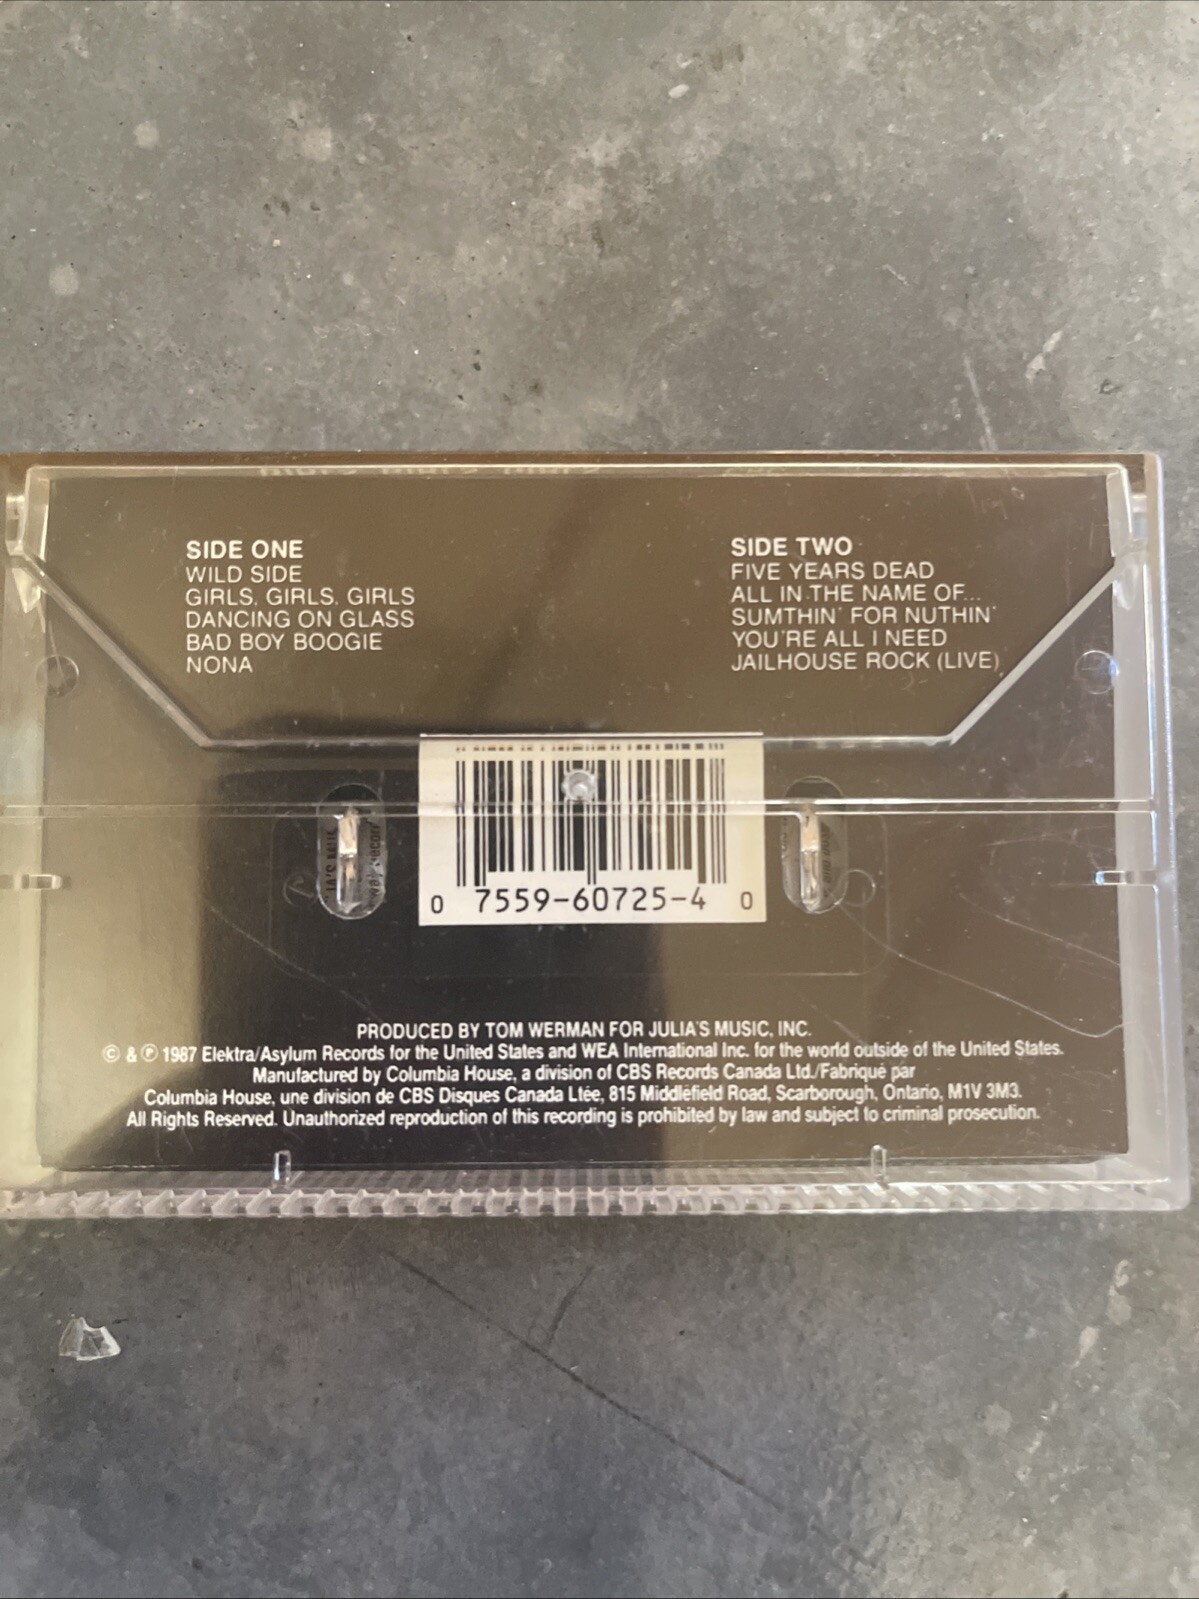 SIDE ONE
WILD SIDE
GIRLS, GIRLS, GIRLS
DANCING ON GLASS
BAD BOY BOOGIE
NONA
SIDE TWO
FIVE YEARS DEAD
ALL IN THE NAME OF...
SUMTHIN' FOR NUTHIN'
YOU'RE ALL I NEED
JAILHOUSE ROCK (LIVE)
0 7559-60725-4 0
PRODUCED BY TOM WERMAN FOR JULIA'S MUSIC, INC.
© & ℗ 1987 Elektra/Asylum Records for the United States and WEA International Inc. for the world outside of the United States.
Manufactured by Columbia House, a division of CBS Records Canada Ltd./Fabriqué par
Columbia House, une division de CBS Disques Canada Ltée, 815 Middlefield Road, Scarborough, Ontario, M1V 3M3.
All Rights Reserved. Unauthorized reproduction of this recording is prohibited by law and subject to criminal prosecution.